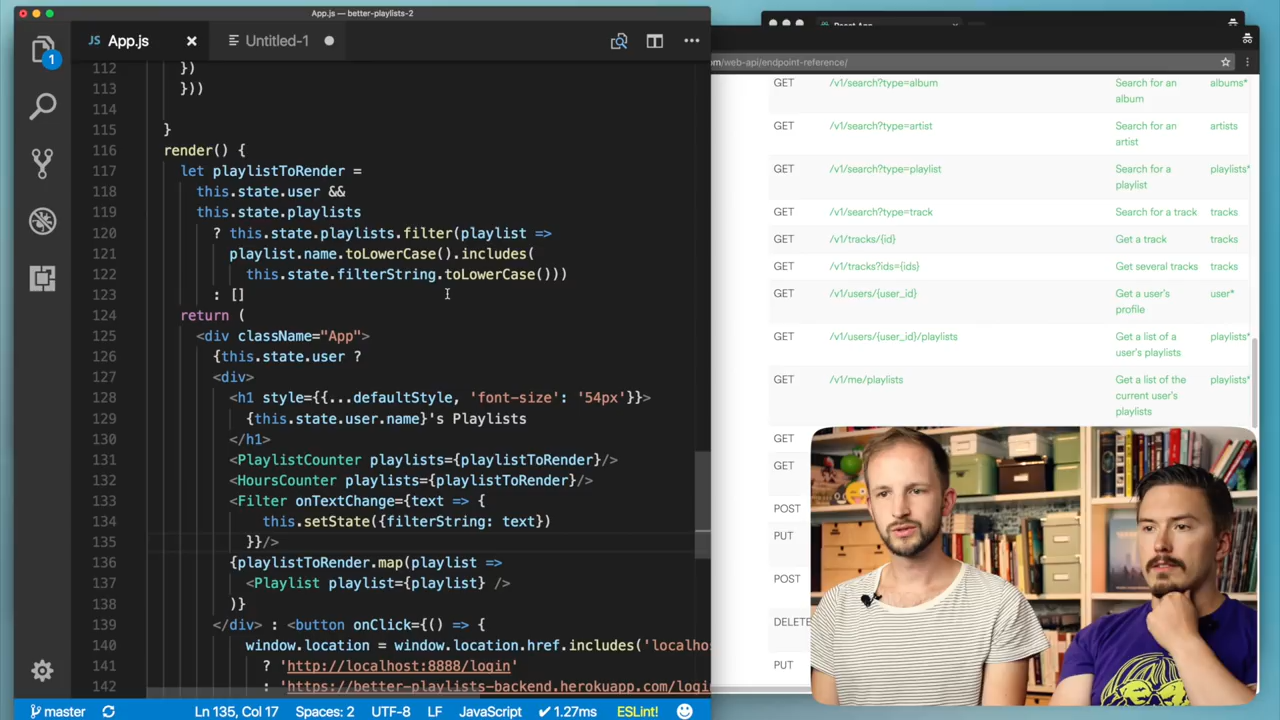 App.js — better-playlists-2
React App
JS App.js
Untitled-1
1
om/web-api/endpoint-reference/
112 })
113 }))
114
115 }
116 render() {
117 let playlistToRender =
118 this.state.user &&
119 this.state.playlists
120 ? this.state.playlists.filter(playlist =>
121 playlist.name.toLowerCase().includes(
122 this.state.filterString.toLowerCase()))
123 : []
124 return (
125 <div className="App">
126 {this.state.user ?
127 <div>
128 <h1 style={{...defaultStyle, 'font-size': '54px'}}>
129 {this.state.user.name}'s Playlists
130 </h1>
131 <PlaylistCounter playlists={playlistToRender}/>
132 <HoursCounter playlists={playlistToRender}/>
133 <Filter onTextChange={text => {
134 this.setState({filterString: text})
135 }}/>
136 {playlistToRender.map(playlist =>
137 <Playlist playlist={playlist} />
138 )}
139 </div> : <button onClick={() => {
140 window.location = window.location.href.includes('localho
141 ? 'http://localhost:8888/login'
142 : 'https://better-playlists-backend.herokuapp.com/login
master
Ln 135, Col 17
Spaces: 2
UTF-8
LF
JavaScript
✔ 1.27ms
ESLint!
GET /v1/search?type=album Search for an albums*
album
GET /v1/search?type=artist Search for an artists
artist
GET /v1/search?type=playlist Search for a playlists*
playlist
GET /v1/search?type=track Search for a track tracks
GET /v1/tracks/{id} Get a track tracks
GET /v1/tracks?ids={ids} Get several tracks tracks
GET /v1/users/{user_id} Get a user's user*
profile
GET /v1/users/{user_id}/playlists Get a list of a playlists*
user's playlists
GET /v1/me/playlists Get a list of the playlists*
current user's
playlists
GET
GET
POST
PUT
POST
DELETE
PUT